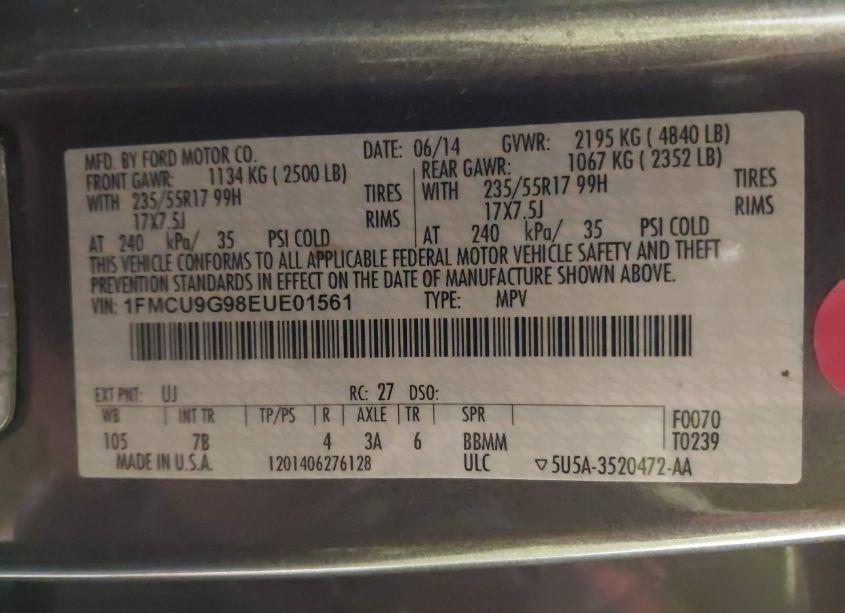 MFD. BY FORD MOTOR CO. DATE: 06/14 GVWR: 2195 KG ( 4840 LB)
FRONT GAWR: 1134 KG ( 2500 LB) REAR GAWR: 1067 KG ( 2352 LB)
WITH 235/55R17 99H TIRES WITH 235/55R17 99H TIRES
17X7.5J RIMS 17X7.5J RIMS
AT 240 kPa/ 35 PSI COLD AT 240 kPa/ 35 PSI COLD
THIS VEHICLE CONFORMS TO ALL APPLICABLE FEDERAL MOTOR VEHICLE SAFETY AND THEFT
PREVENTION STANDARDS IN EFFECT ON THE DATE OF MANUFACTURE SHOWN ABOVE.
VIN: 1FMCU9G98EUE01561 TYPE: MPV
EXT PNT: UJ RC: 27 DSO:
WB INT TR TP/PS R AXLE TR SPR F0070
105 7B 4 3A 6 BBMM T0239
MADE IN U.S.A. 1201406276128 ULC ▽5U5A-3520472-AA